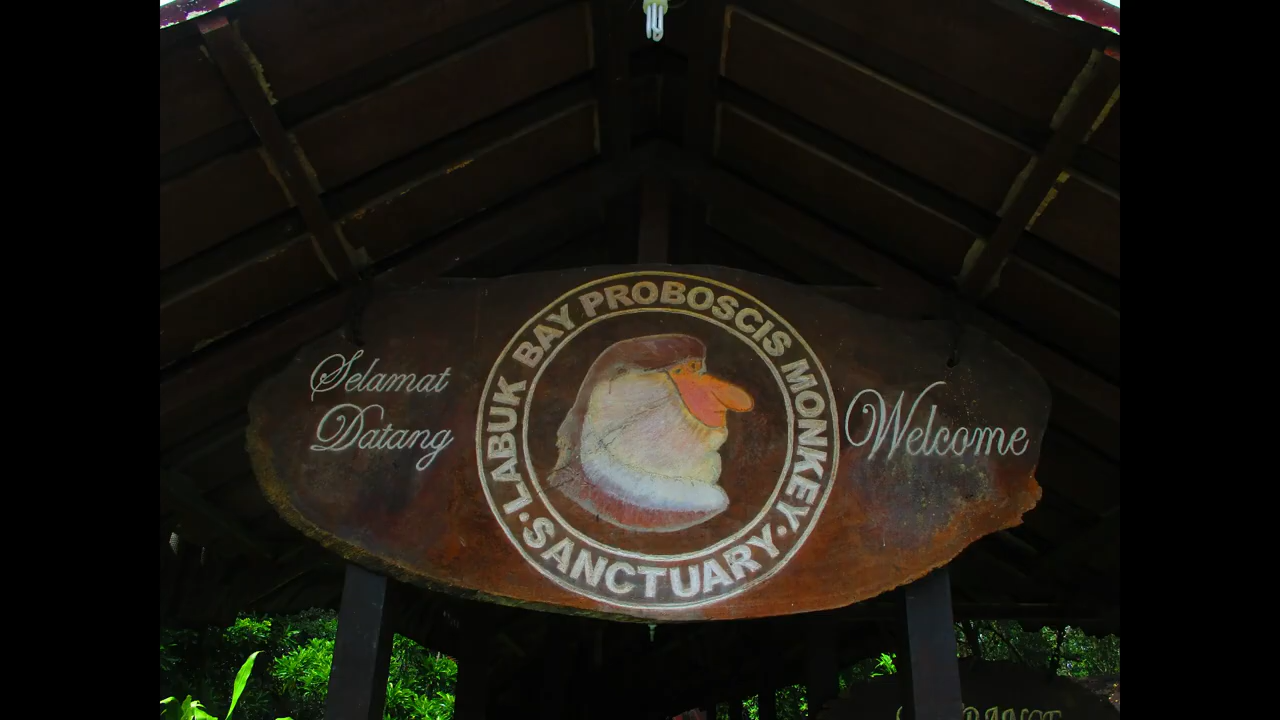 Selamat
Datang
LABUK BAY PROBOSCIS MONKEY
· SANCTUARY ·
Welcome